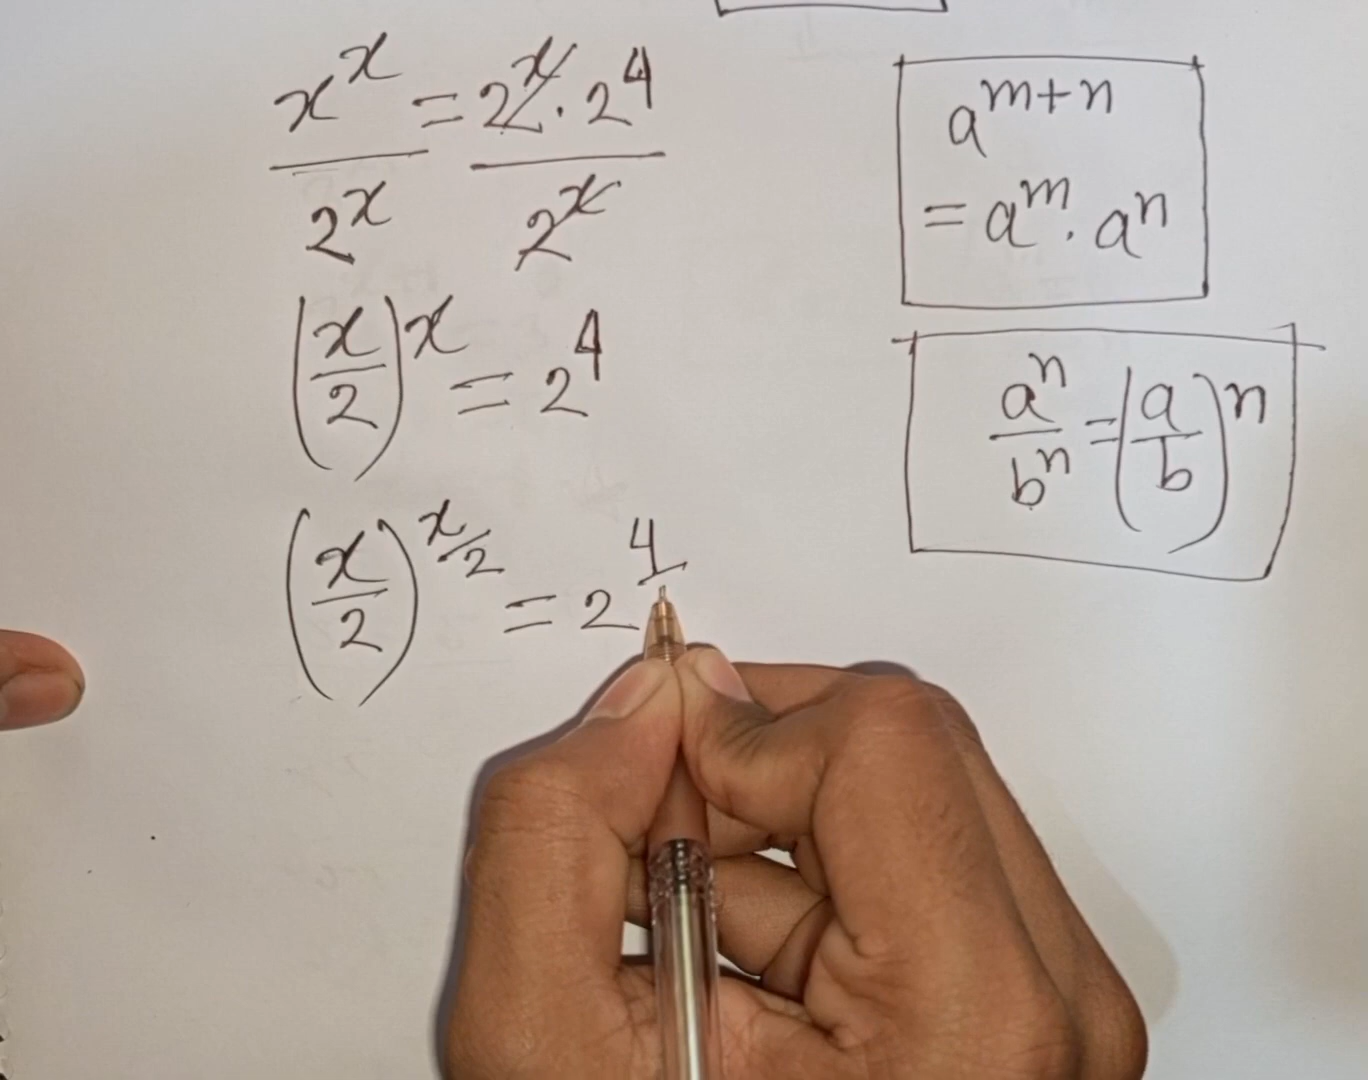 x^x / 2^x = 2^x · 2^4 / 2^x
(x/2)^x = 2^4
(x/2)^(x/2) = 2^4/
a^(m+n)
= a^m · a^n
a^n / b^n = (a/b)^n